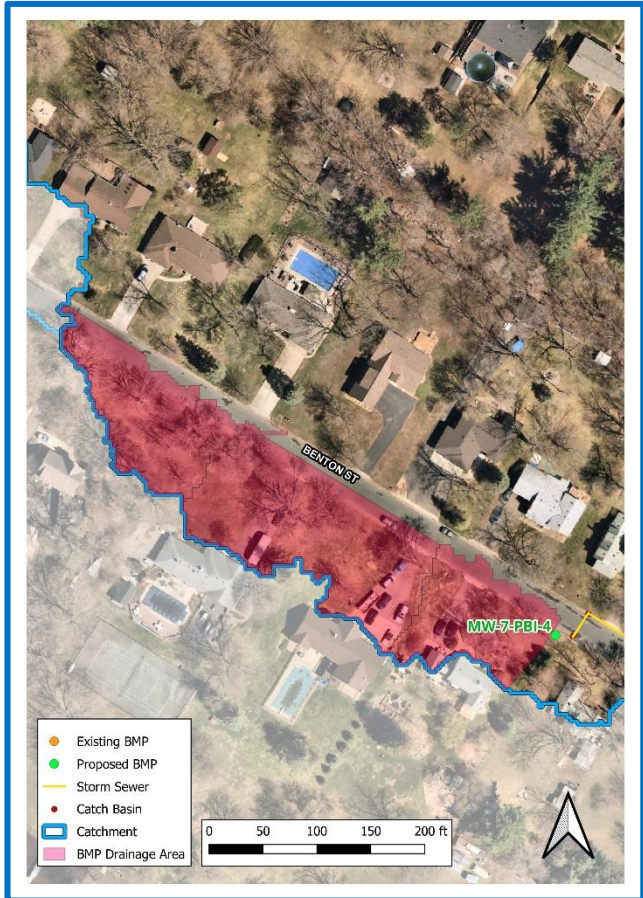 BENTON ST
MW-7-PBI-4
Existing BMP
Proposed BMP
Storm Sewer
Catch Basin
Catchment
BMP Drainage Area
0 50 100 150 200 ft